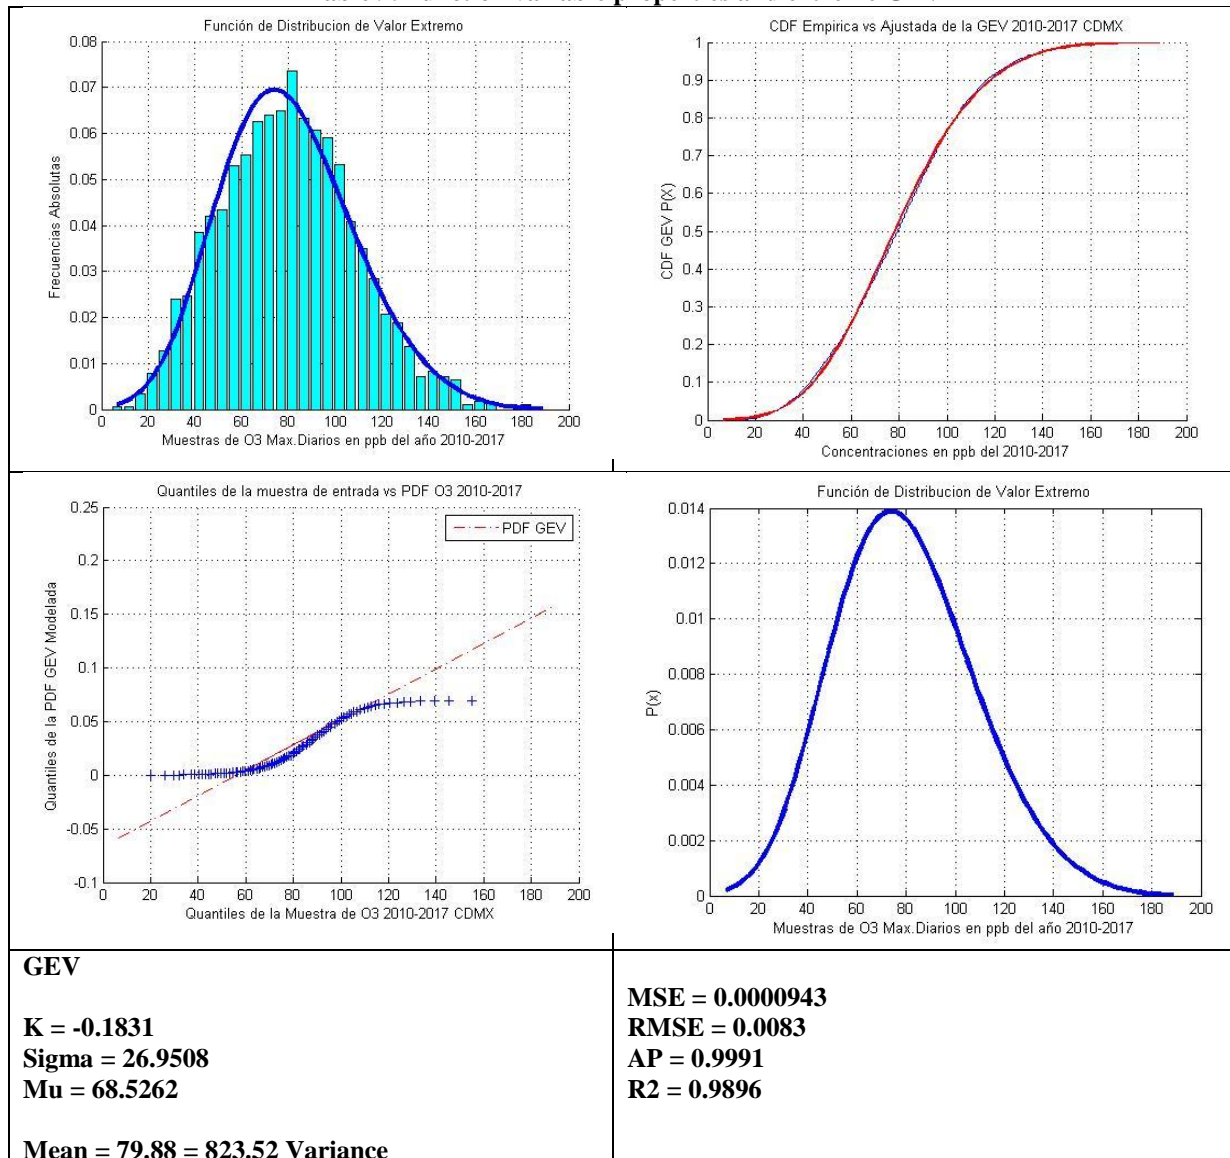 Función de Distribucion de Valor Extremo
0.08
0.07
0.06
0.05
0.04
0.03
0.02
0.01
0
Frecuencias Absolutas
0 20 40 60 80 100 120 140 160 180 200
Muestras de O3 Max.Diarios en ppb del año 2010-2017
CDF Empirica vs Ajustada de la GEV 2010-2017 CDMX
1
0.9
0.8
0.7
0.6
0.5
0.4
0.3
0.2
0.1
0
CDF GEV P(X)
0 20 40 60 80 100 120 140 160 180 200
Concentraciones en ppb del 2010-2017
Quantiles de la muestra de entrada vs PDF O3 2010-2017
0.25
0.2
0.15
0.1
0.05
0
-0.05
-0.1
Quantiles de la PDF GEV Modelada
PDF GEV
0 20 40 60 80 100 120 140 160 180 200
Quantiles de la Muestra de O3 2010-2017 CDMX
Función de Distribucion de Valor Extremo
0.014
0.012
0.01
0.008
0.006
0.004
0.002
0
P(x)
0 20 40 60 80 100 120 140 160 180 200
Muestras de O3 Max.Diarios en ppb del año 2010-2017
GEV
K = -0.1831
Sigma = 26.9508
Mu = 68.5262
Mean = 79.88 = 823.52 Variance
MSE = 0.0000943
RMSE = 0.0083
AP = 0.9991
R2 = 0.9896